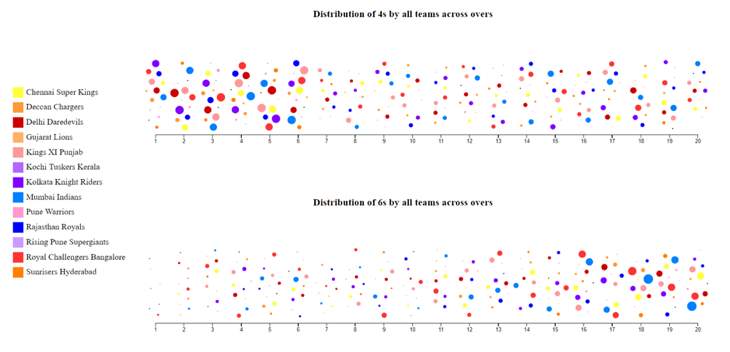 Distribution of 4s by all teams across overs
Chennai Super Kings
Deccan Chargers
Delhi Daredevils
Gujarat Lions
Kings XI Punjab
Kochi Tuskers Kerala
Kolkata Knight Riders
Mumbai Indians
Pune Warriors
Rajasthan Royals
Rising Pune Supergiants
Royal Challengers Bangalore
Sunrisers Hyderabad
1 2 3 4 5 6 7 8 9 10 11 12 13 14 15 16 17 18 19 20
Distribution of 6s by all teams across overs
1 2 3 4 5 6 7 8 9 10 11 12 13 14 15 16 17 18 19 20